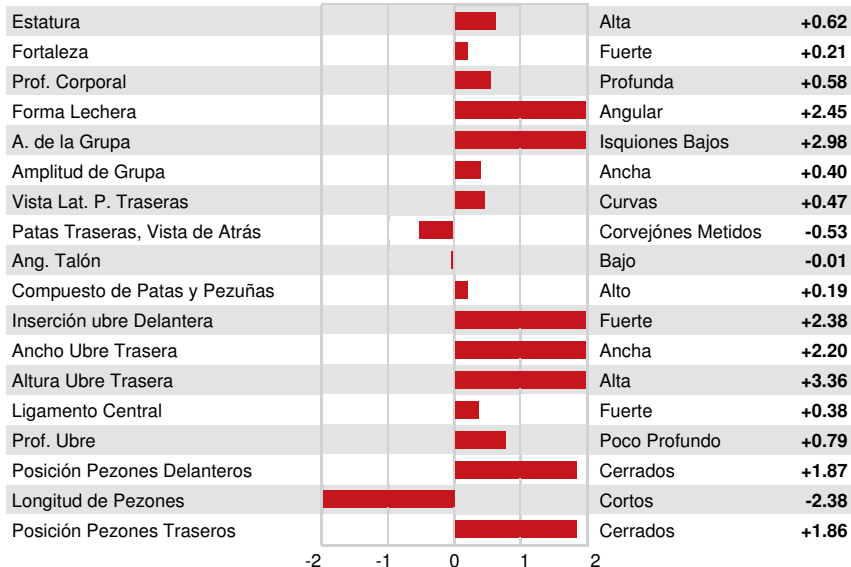 Estatura Alta +0.62
Fortaleza Fuerte +0.21
Prof. Corporal Profunda +0.58
Forma Lechera Angular +2.45
A. de la Grupa Isquiones Bajos +2.98
Amplitud de Grupa Ancha +0.40
Vista Lat. P. Traseras Curvas +0.47
Patas Traseras, Vista de Atrás Corvejónes Metidos -0.53
Ang. Talón Bajo -0.01
Compuesto de Patas y Pezuñas Alto +0.19
Inserción ubre Delantera Fuerte +2.38
Ancho Ubre Trasera Ancha +2.20
Altura Ubre Trasera Alta +3.36
Ligamento Central Fuerte +0.38
Prof. Ubre Poco Profundo +0.79
Posición Pezones Delanteros Cerrados +1.87
Longitud de Pezones Cortos -2.38
Posición Pezones Traseros Cerrados +1.86
-2 -1 0 1 2